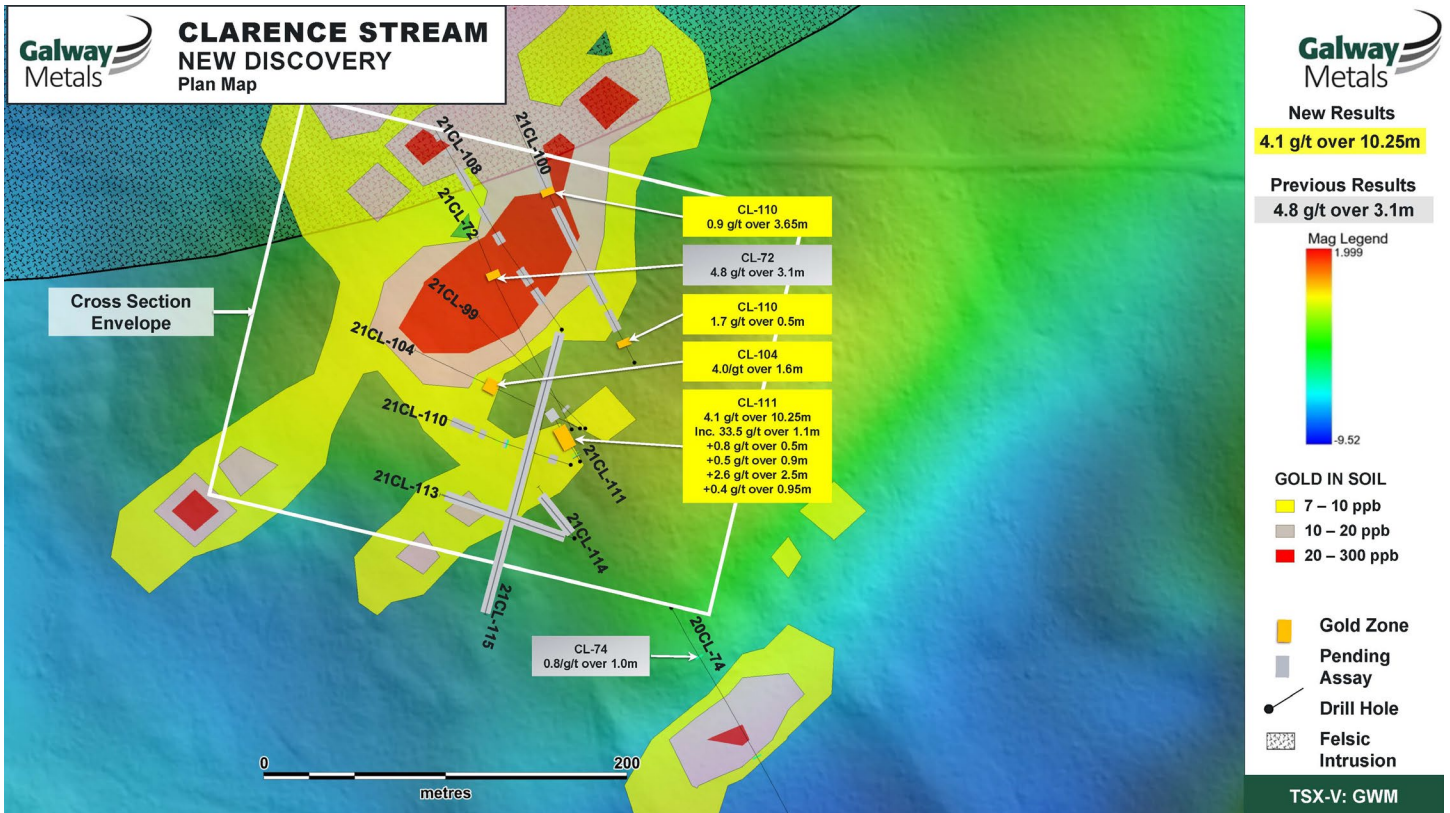 Galway
Metals
CLARENCE STREAM
NEW DISCOVERY
Plan Map
Galway
Metals
New Results
4.1 g/t over 10.25m
Previous Results
4.8 g/t over 3.1m
Mag Legend
1.999
-9.52
GOLD IN SOIL
7 – 10 ppb
10 – 20 ppb
20 – 300 ppb
Gold Zone
Pending
Assay
Drill Hole
Felsic
Intrusion
TSX-V: GWM
21CL-108
21CL-100
21CL-72
21CL-99
21CL-104
21CL-110
21CL-113
21CL-111
21CL-114
21CL-115
20CL-74
Cross Section
Envelope
CL-110
0.9 g/t over 3.65m
CL-72
4.8 g/t over 3.1m
CL-110
1.7 g/t over 0.5m
CL-104
4.0/gt over 1.6m
CL-111
4.1 g/t over 10.25m
Inc. 33.5 g/t over 1.1m
+0.8 g/t over 0.5m
+0.5 g/t over 0.9m
+2.6 g/t over 2.5m
+0.4 g/t over 0.95m
CL-74
0.8/g/t over 1.0m
0
200
metres